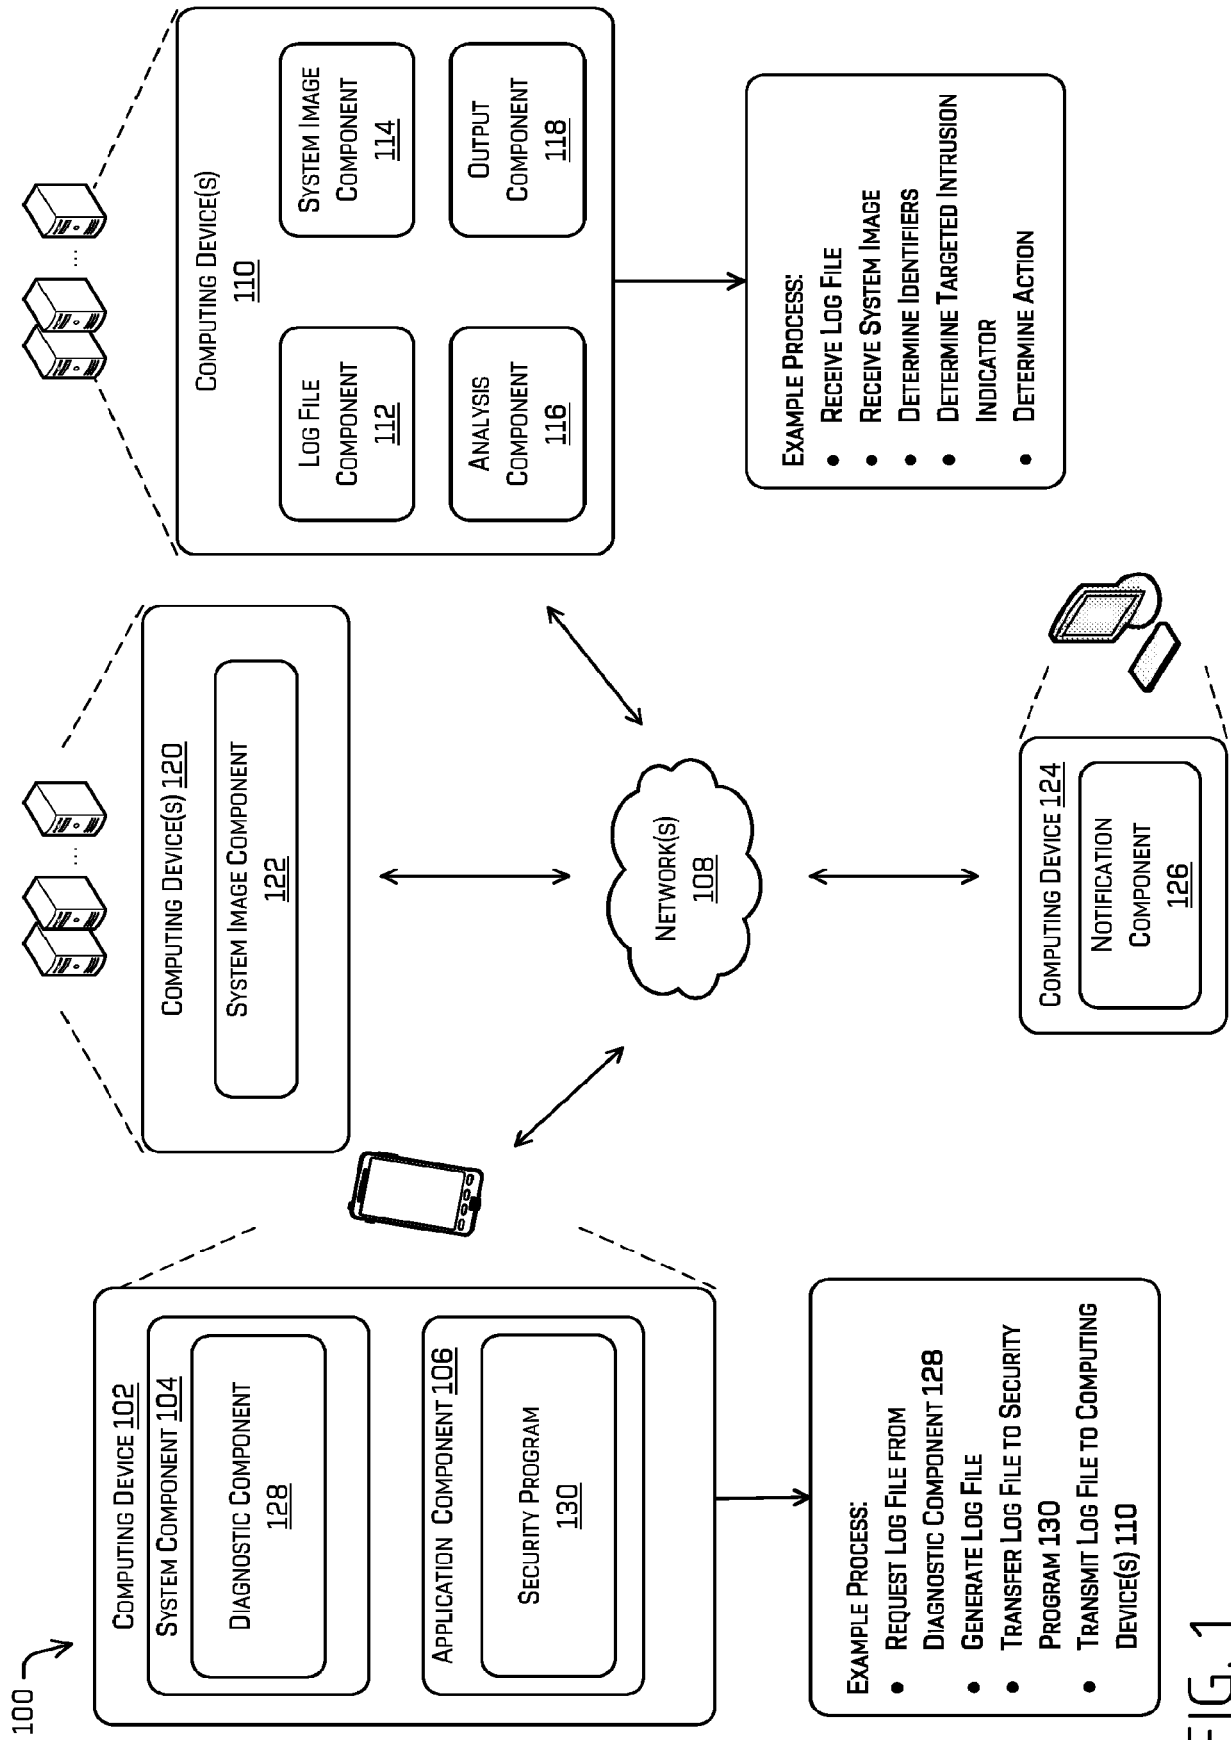 100
COMPUTING DEVICE 102
SYSTEM COMPONENT 104
DIAGNOSTIC COMPONENT
128
APPLICATION COMPONENT 106
SECURITY PROGRAM
130
EXAMPLE PROCESS:
• REQUEST LOG FILE FROM
DIAGNOSTIC COMPONENT 128
• GENERATE LOG FILE
• TRANSFER LOG FILE TO SECURITY
PROGRAM 130
• TRANSMIT LOG FILE TO COMPUTING
DEVICE(S) 110
COMPUTING DEVICE(S) 120
SYSTEM IMAGE COMPONENT
122
NETWORK(S)
108
COMPUTING DEVICE 124
NOTIFICATION
COMPONENT
126
COMPUTING DEVICE(S)
110
LOG FILE
COMPONENT
112
SYSTEM IMAGE
COMPONENT
114
ANALYSIS
COMPONENT
116
OUTPUT
COMPONENT
118
EXAMPLE PROCESS:
• RECEIVE LOG FILE
• RECEIVE SYSTEM IMAGE
• DETERMINE IDENTIFIERS
• DETERMINE TARGETED INTRUSION
INDICATOR
• DETERMINE ACTION
FIG. 1